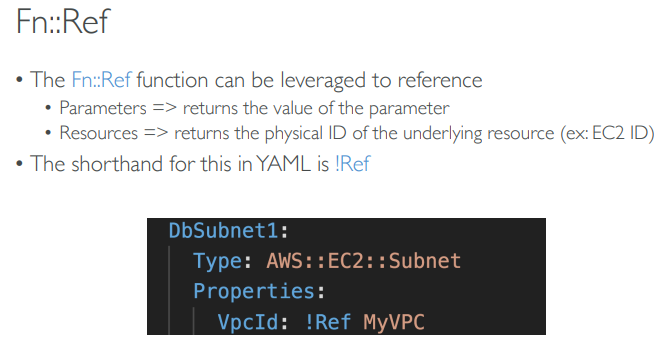 Fn::Ref
• The Fn::Ref function can be leveraged to reference
• Parameters => returns the value of the parameter
• Resources => returns the physical ID of the underlying resource (ex: EC2 ID)
• The shorthand for this in YAML is !Ref
DbSubnet1:
Type: AWS::EC2::Subnet
Properties:
VpcId: !Ref MyVPC